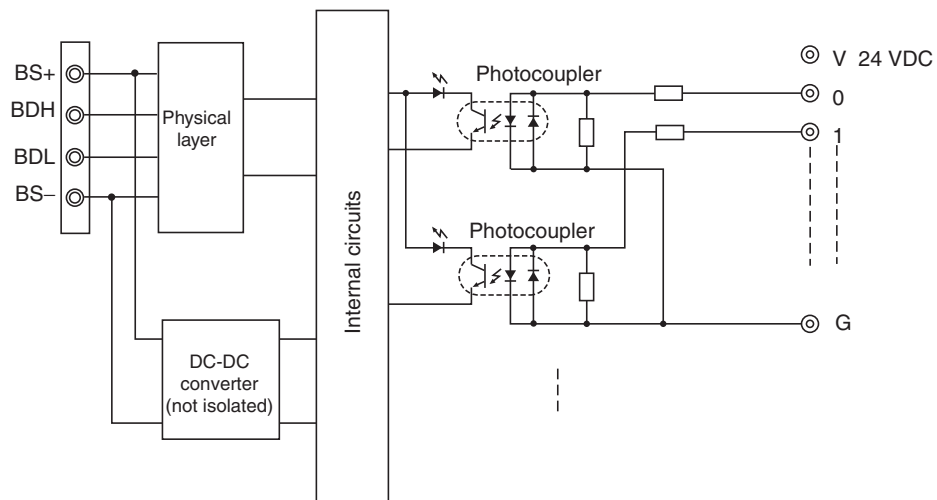 BS+
BDH
BDL
BS−
Physical
layer
DC-DC
converter
(not isolated)
Internal circuits
Photocoupler
Photocoupler
V 24 VDC
0
1
G